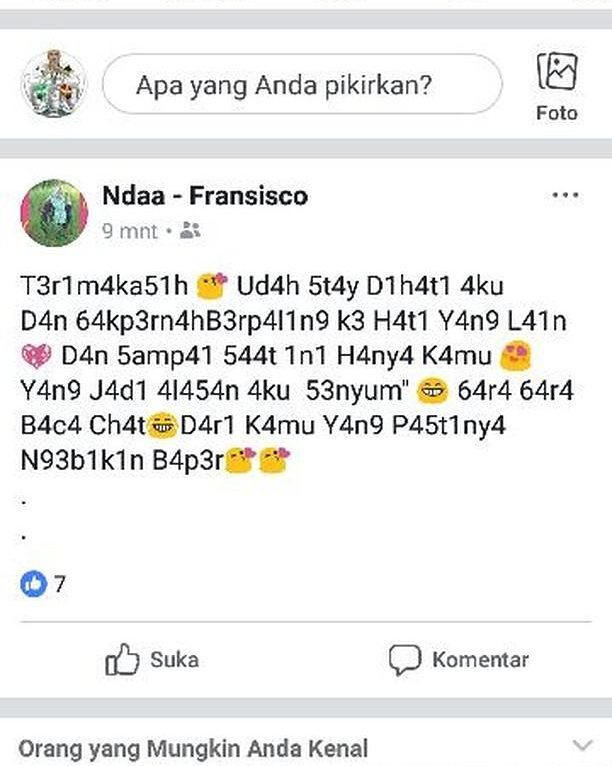 Apa yang Anda pikirkan?
Foto
Ndaa - Fransisco
9 mnt •
T3r1m4ka51h 😘 Ud4h 5t4y D1h4t1 4ku
D4n 64kp3rn4hB3rp4l1n9 k3 H4t1 Y4n9 L41n
💖 D4n 5amp41 544t 1n1 H4ny4 K4mu 😍
Y4n9 J4d1 4l454n 4ku 53nyum" 😁 64r4 64r4
B4c4 Ch4t😁D4r1 K4mu Y4n9 P45t1ny4
N93b1k1n B4p3r😘😘
.
.
7
Suka
Komentar
Orang yang Mungkin Anda Kenal